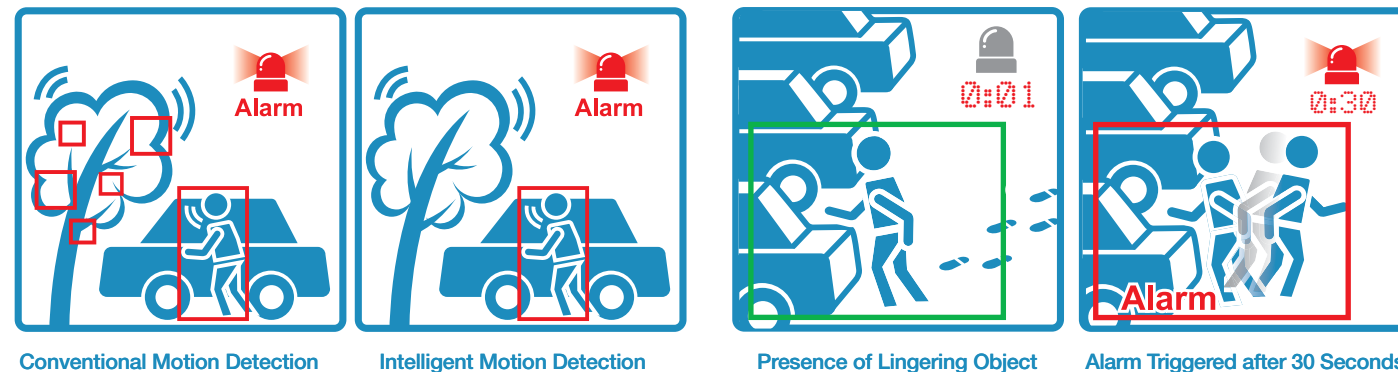 Alarm
Alarm
0:01
0:30
Alarm
Conventional Motion Detection
Intelligent Motion Detection
Presence of Lingering Object
Alarm Triggered after 30 Seconds